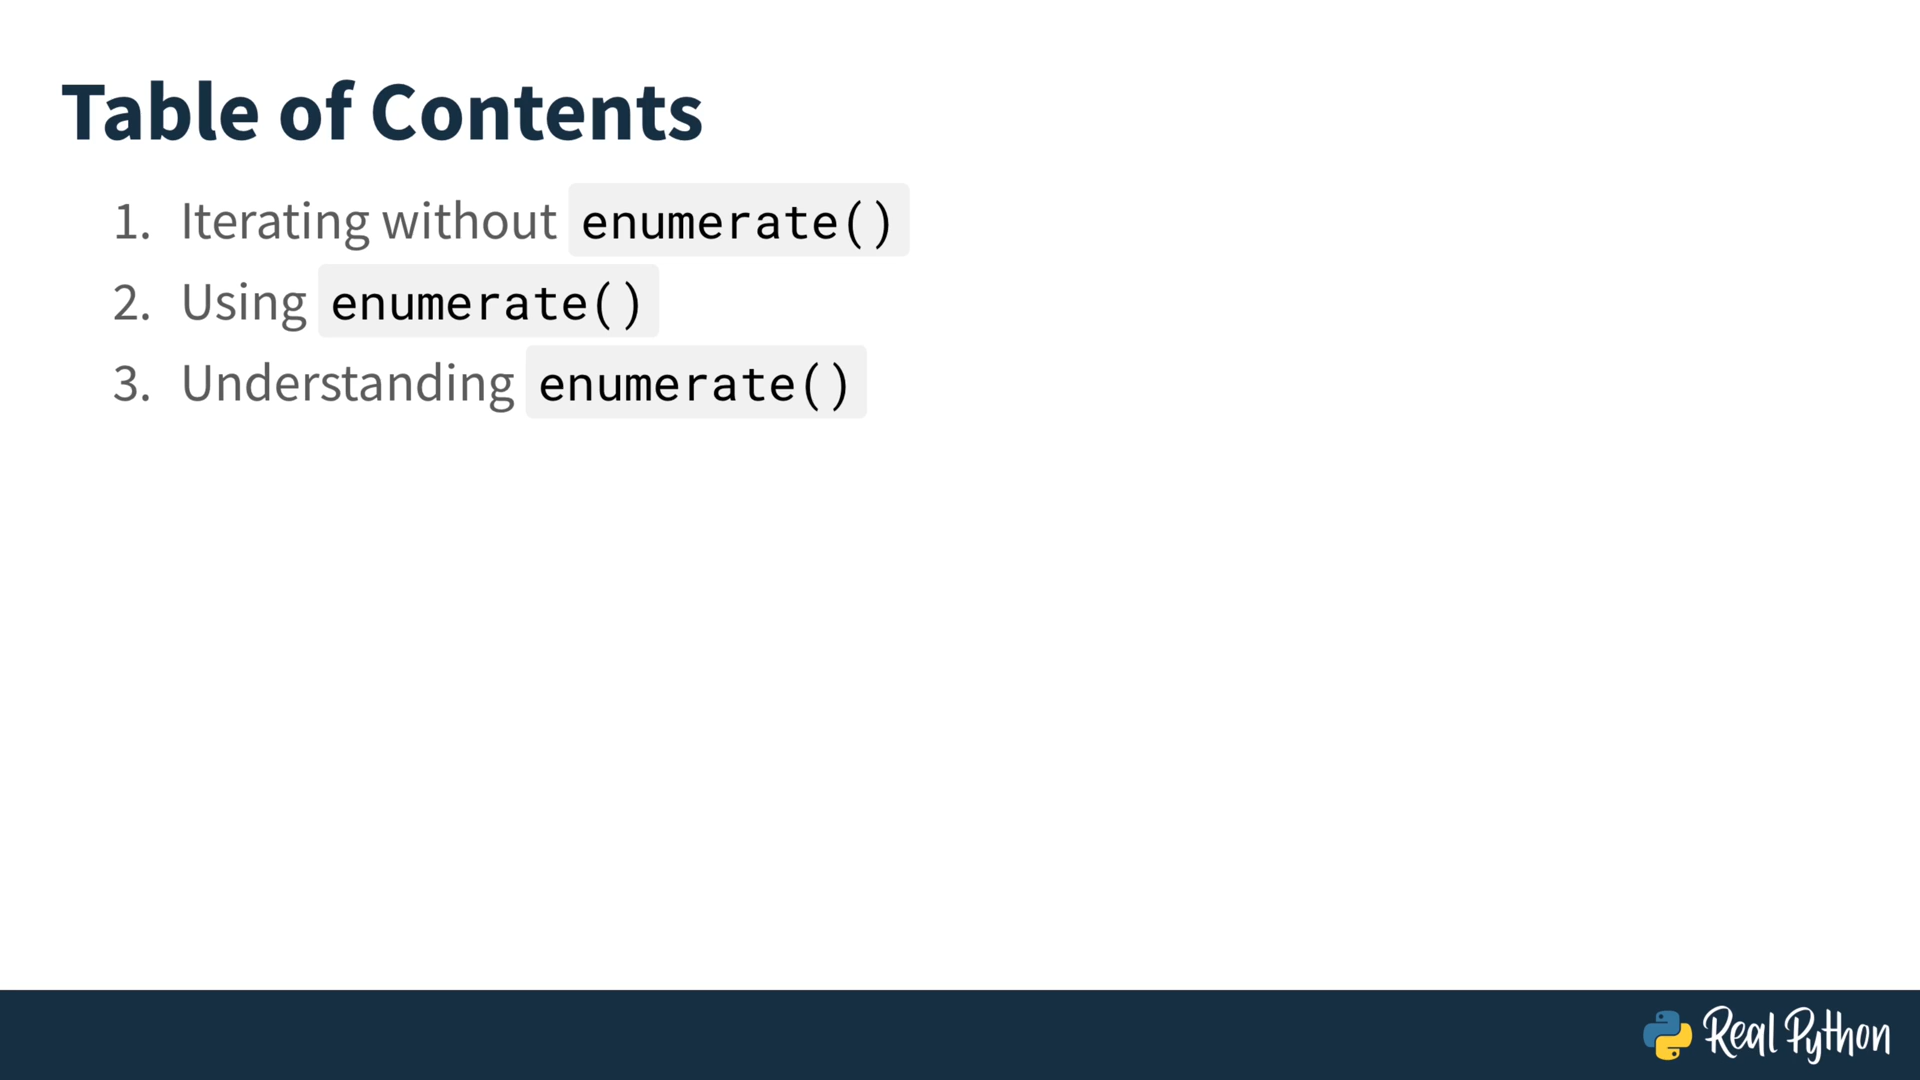 Table of Contents
1. Iterating without enumerate()
2. Using enumerate()
3. Understanding enumerate()
Real Python